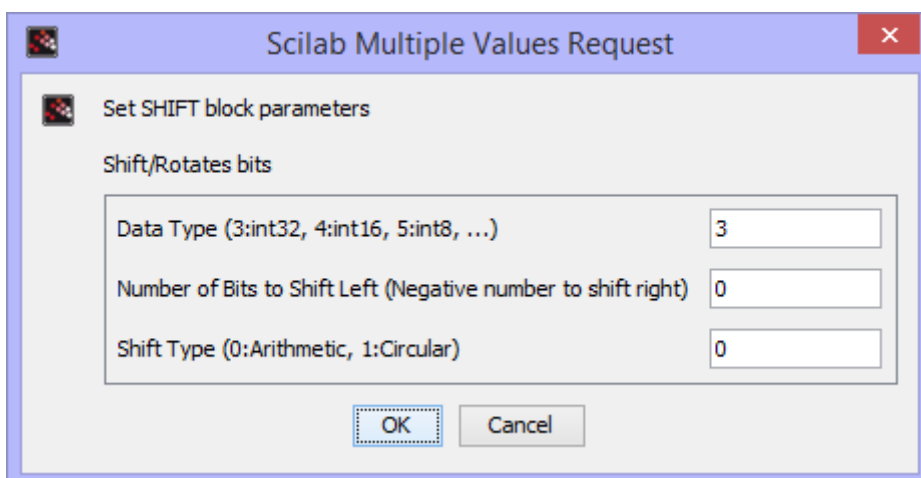 Scilab Multiple Values Request
Set SHIFT block parameters
Shift/Rotates bits
Data Type (3:int32, 4:int16, 5:int8, ...) 3
Number of Bits to Shift Left (Negative number to shift right) 0
Shift Type (0:Arithmetic, 1:Circular) 0
OK Cancel